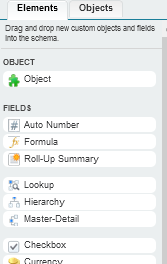 Elements Objects
Drag and drop new custom objects and fields
into the schema.
OBJECT
Object
FIELDS
Auto Number
Formula
Roll-Up Summary
Lookup
Hierarchy
Master-Detail
Checkbox
Currency